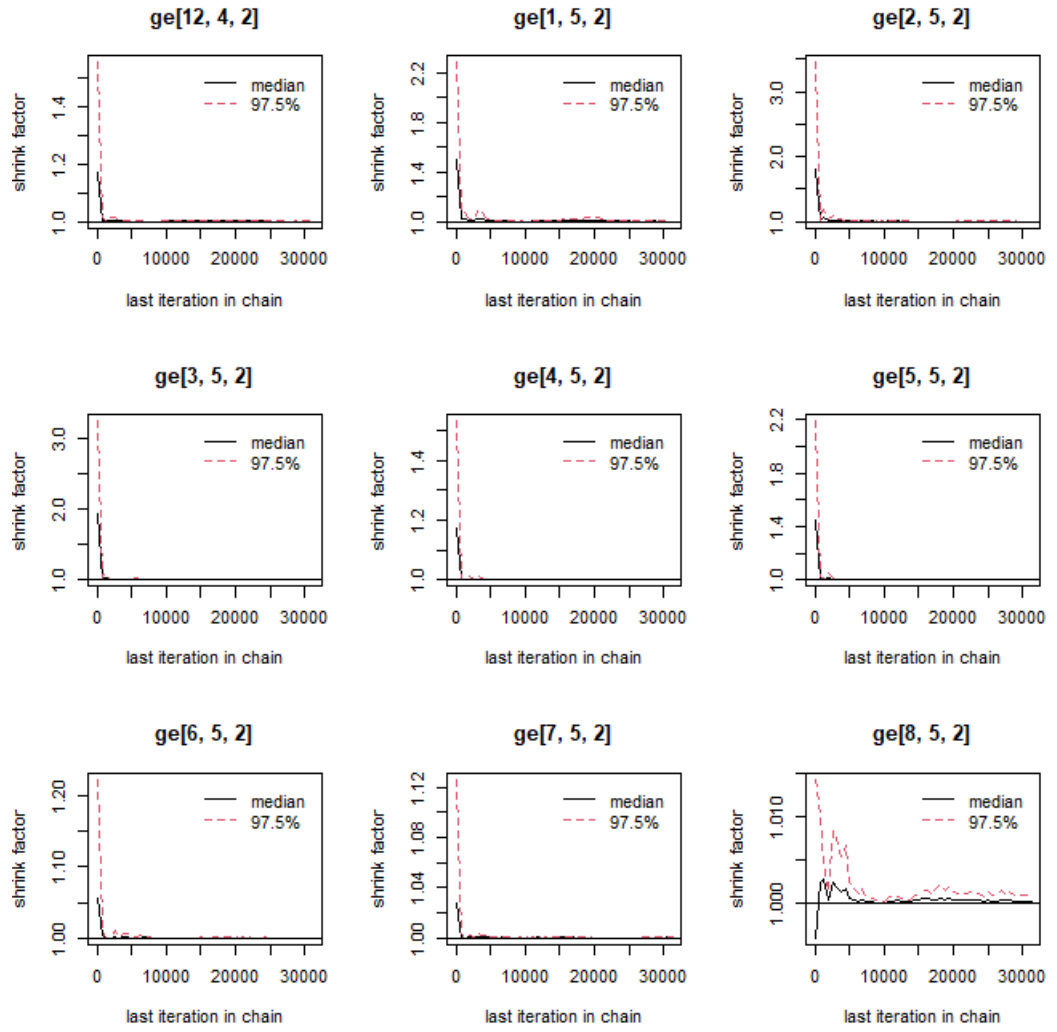 ge[12, 4, 2]
shrink factor
1.0 1.2 1.4
median
97.5%
0 10000 20000 30000
last iteration in chain
ge[1, 5, 2]
shrink factor
1.0 1.4 1.8 2.2
median
97.5%
0 10000 20000 30000
last iteration in chain
ge[2, 5, 2]
shrink factor
1.0 2.0 3.0
median
97.5%
0 10000 20000 30000
last iteration in chain
ge[3, 5, 2]
shrink factor
1.0 2.0 3.0
median
97.5%
0 10000 20000 30000
last iteration in chain
ge[4, 5, 2]
shrink factor
1.0 1.2 1.4
median
97.5%
0 10000 20000 30000
last iteration in chain
ge[5, 5, 2]
shrink factor
1.0 1.4 1.8 2.2
median
97.5%
0 10000 20000 30000
last iteration in chain
ge[6, 5, 2]
shrink factor
1.00 1.10 1.20
median
97.5%
0 10000 20000 30000
last iteration in chain
ge[7, 5, 2]
shrink factor
1.00 1.04 1.08 1.12
median
97.5%
0 10000 20000 30000
last iteration in chain
ge[8, 5, 2]
shrink factor
1.000 1.010
median
97.5%
0 10000 20000 30000
last iteration in chain